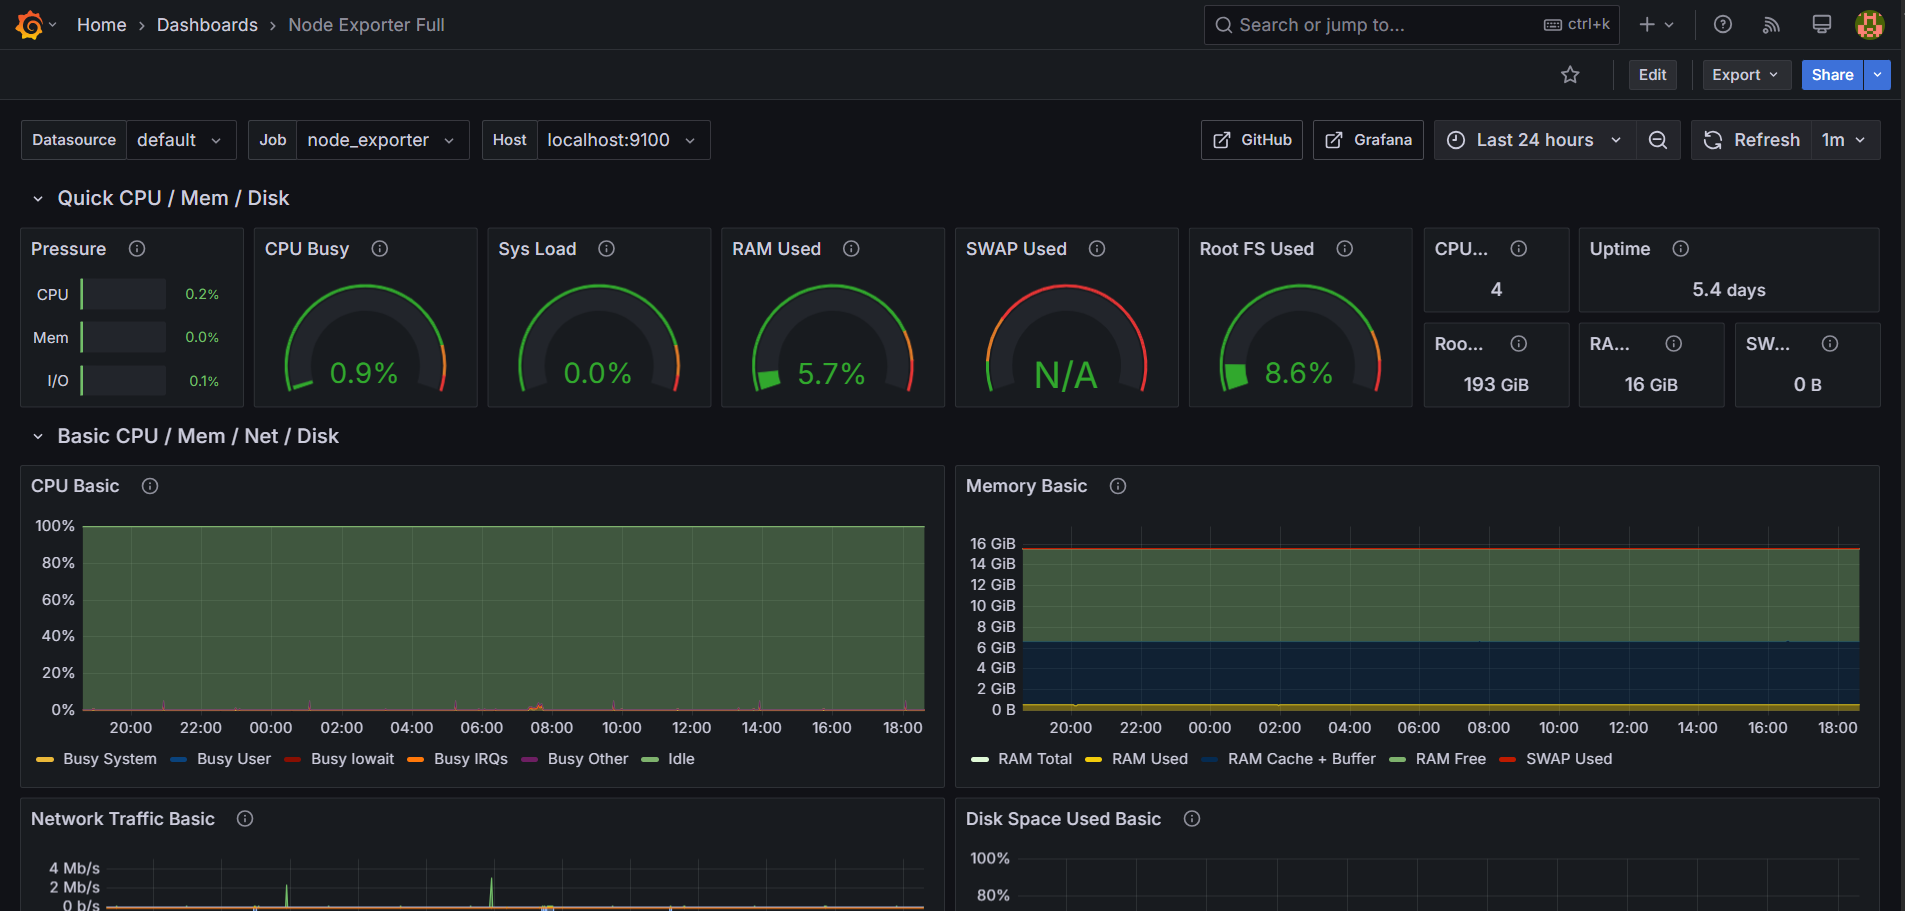 Home › Dashboards › Node Exporter Full
Search or jump to... ctrl+k
Edit Export Share
Datasource default Job node_exporter Host localhost:9100 GitHub Grafana Last 24 hours Refresh 1m
Quick CPU / Mem / Disk
Pressure
CPU 0.2%
Mem 0.0%
I/O 0.1%
CPU Busy
0.9%
Sys Load
0.0%
RAM Used
5.7%
SWAP Used
N/A
Root FS Used
8.6%
CPU...
4
Uptime
5.4 days
Roo...
193 GiB
RA...
16 GiB
SW...
0 B
Basic CPU / Mem / Net / Disk
CPU Basic
100%
80%
60%
40%
20%
0%
20:00 22:00 00:00 02:00 04:00 06:00 08:00 10:00 12:00 14:00 16:00 18:00
Busy System Busy User Busy Iowait Busy IRQs Busy Other Idle
Memory Basic
16 GiB
14 GiB
12 GiB
10 GiB
8 GiB
6 GiB
4 GiB
2 GiB
0 B
20:00 22:00 00:00 02:00 04:00 06:00 08:00 10:00 12:00 14:00 16:00 18:00
RAM Total RAM Used RAM Cache + Buffer RAM Free SWAP Used
Network Traffic Basic
4 Mb/s
2 Mb/s
0 b/s
Disk Space Used Basic
100%
80%